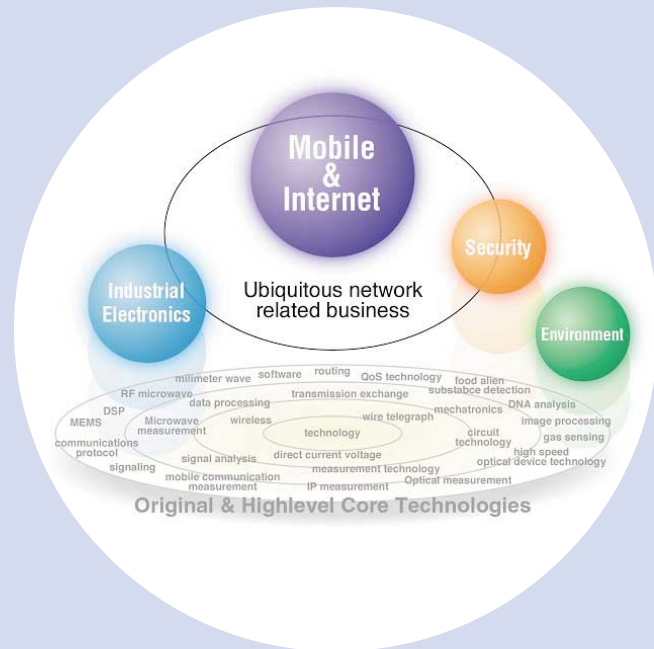 Mobile
&
Internet
Security
Industrial
Electronics
Ubiquitous network
related business
Environment
milimeter wave
software
routing
QoS technology
food alien
substabce detection
RF microwave
data processing
transmission exchange
DSP
MEMS
Microwave
measurement
wireless
wire telegraph
mechatronics
DNA analysis
image processing
technology
circuit
technology
communications
protocol
gas sensing
high speed
optical device technology
signaling
signal analysis
direct current voltage
measurement technology
mobile communication
measurement
IP measurement
Optical measurement
Original & Highlevel Core Technologies